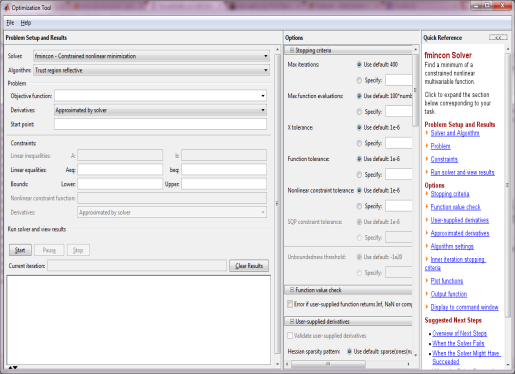 Optimization Tool
File Help
Problem Setup and Results
Solver: fmincon - Constrained nonlinear minimization
Algorithm: Trust region reflective
Problem
Objective function:
Derivatives: Approximated by solver
Start point:
Constraints:
Linear inequalities: A: b:
Linear equalities: Aeq: beq:
Bounds: Lower: Upper:
Nonlinear constraint function:
Derivatives: Approximated by solver
Run solver and view results
Start Pause Stop
Current iteration: Clear Results
Options
Stopping criteria
Max iterations: Use default: 400
Specify:
Max function evaluations: Use default: 100*numb
Specify:
X tolerance: Use default: 1e-6
Specify:
Function tolerance: Use default: 1e-6
Specify:
Nonlinear constraint tolerance: Use default: 1e-6
Specify:
SQP constraint tolerance: Use default: 1e-6
Specify:
Unboundedness threshold: Use default: -1e20
Specify:
Function value check
Error if user-supplied function returns Inf, NaN or comp
User-supplied derivatives
Validate user-supplied derivatives
Hessian sparsity pattern: Use default: sparse(ones(nu
Quick Reference <<
fmincon Solver
Find a minimum of a
constrained nonlinear
multivariable function.
Click to expand the section
below corresponding to your
task.
Problem Setup and Results
Solver and Algorithm
Problem
Constraints
Run solver and view results
Options
Stopping criteria
Function value check
User-supplied derivatives
Approximated derivatives
Algorithm settings
Inner iteration stopping
criteria
Plot functions
Output function
Display to command window
Suggested Next Steps
Overview of Next Steps
When the Solver Fails
When the Solver Might Have
Succeeded